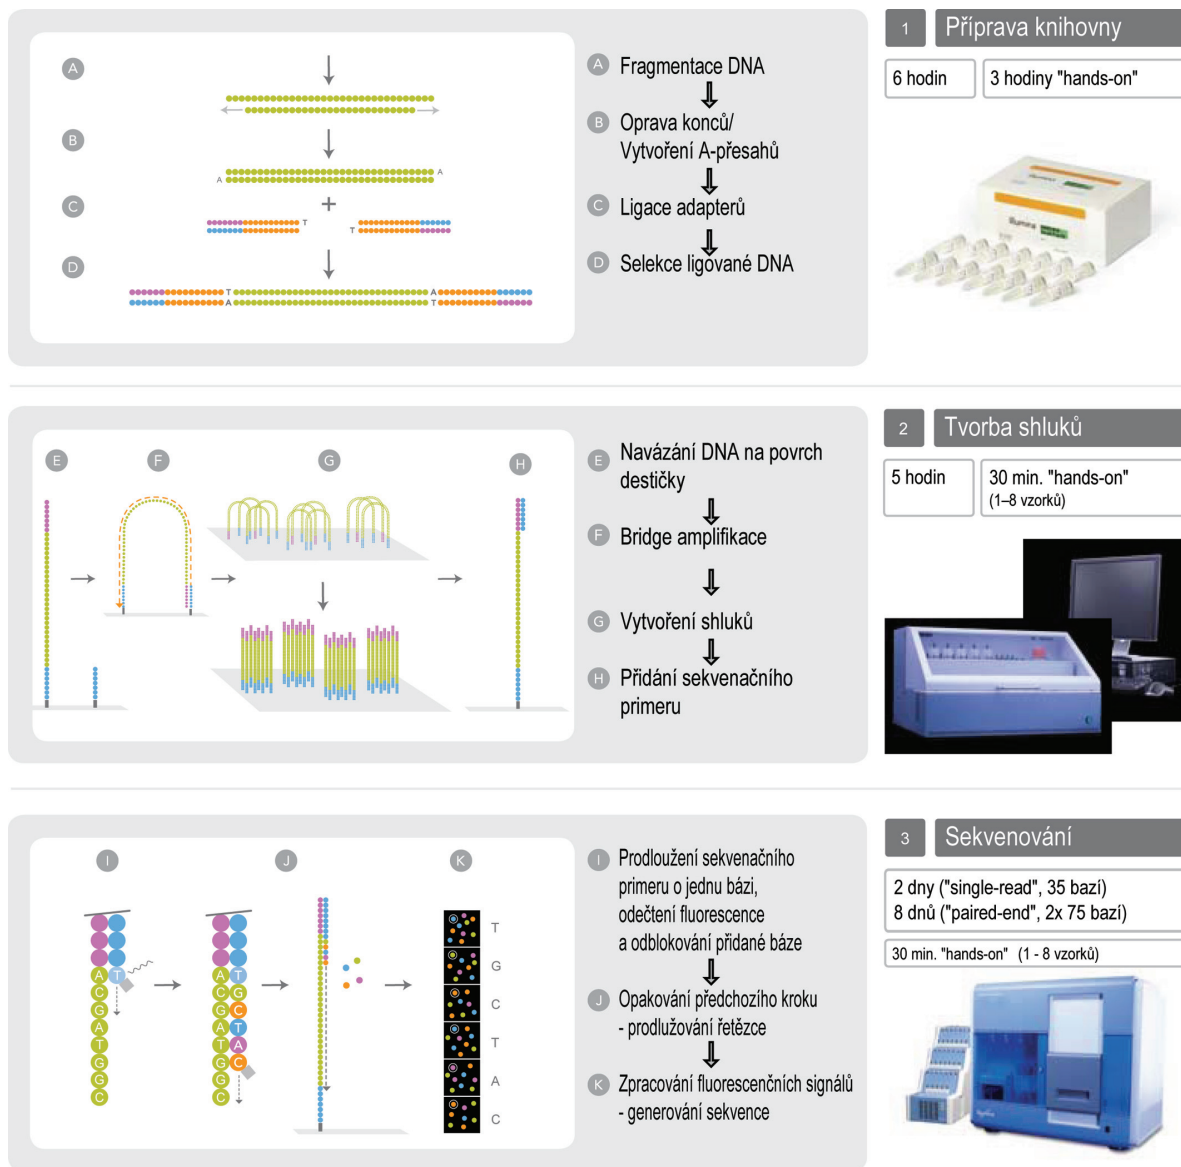 A
B
A
A
C
+
T
T
D
T
A
A
T
A
Fragmentace DNA
B
Oprava konců/
Vytvoření A-přesahů
C
Ligace adapterů
D
Selekce ligované DNA
1
Příprava knihovny
6 hodin
3 hodiny "hands-on"
illumina
E
F
G
H
E
Navázání DNA na povrch
destičky
F
Bridge amplifikace
G
Vytvoření shluků
H
Přidání sekvenačního
primeru
2
Tvorba shluků
5 hodin
30 min. "hands-on"
(1–8 vzorků)
I
J
K
A T
C
G
A
T
G
G
C
A T
C G
G C
A T
T A
G C
G
C
T
G
C
T
A
C
I
Prodloužení sekvenačního
primeru o jednu bázi,
odečtení fluorescence
a odblokování přidané báze
J
Opakování předchozího kroku
- prodlužování řetězce
K
Zpracování fluorescenčních signálů
- generování sekvence
3
Sekvenování
2 dny ("single-read", 35 bazí)
8 dnů ("paired-end", 2x 75 bazí)
30 min. "hands-on" (1 - 8 vzorků)